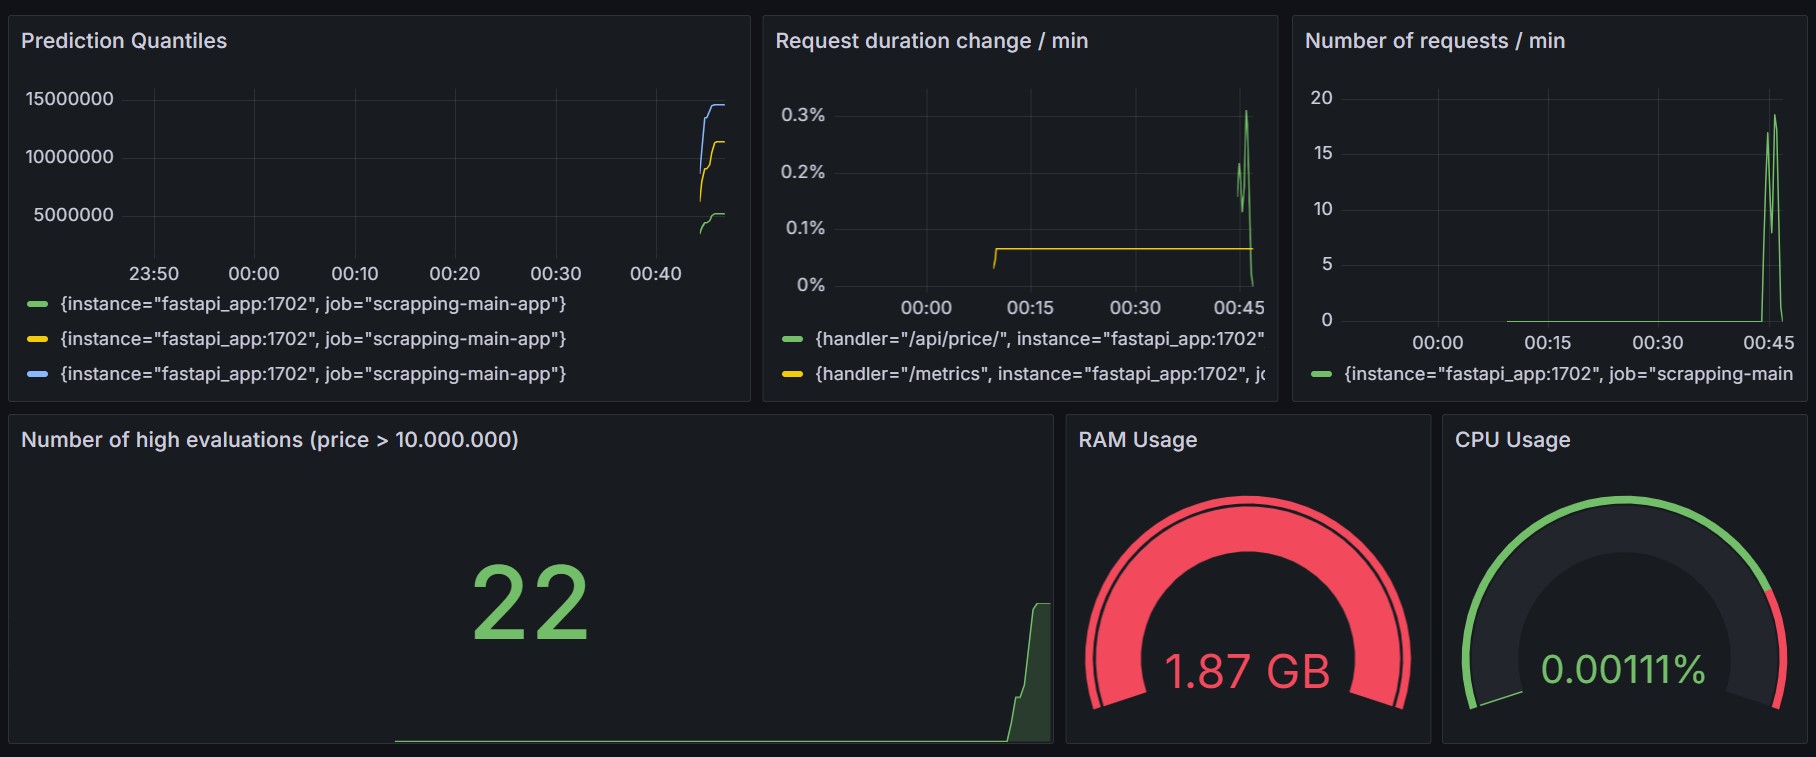 Prediction Quantiles
15000000
10000000
5000000
23:50 00:00 00:10 00:20 00:30 00:40
{instance="fastapi_app:1702", job="scrapping-main-app"}
{instance="fastapi_app:1702", job="scrapping-main-app"}
{instance="fastapi_app:1702", job="scrapping-main-app"}
Request duration change / min
0.3%
0.2%
0.1%
0%
00:00 00:15 00:30 00:45
{handler="/api/price/", instance="fastapi_app:1702"
{handler="/metrics", instance="fastapi_app:1702", jo
Number of requests / min
20
15
10
5
0
00:00 00:15 00:30 00:45
{instance="fastapi_app:1702", job="scrapping-main
Number of high evaluations (price > 10.000.000)
22
RAM Usage
1.87 GB
CPU Usage
0.00111%